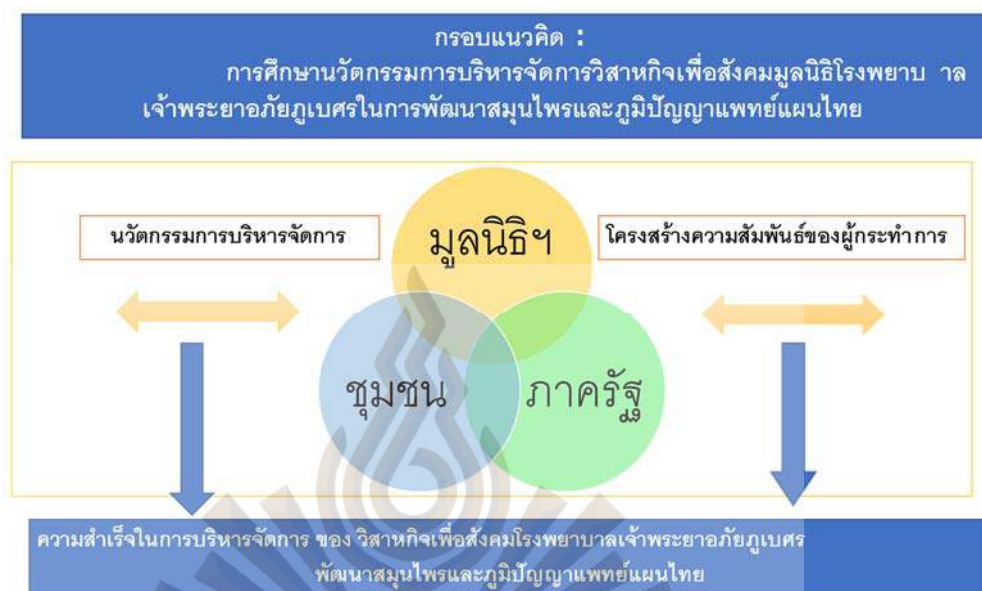 กรอบแนวคิด :
การศึกษานวัตกรรมการบริหารจัดการวิสาหกิจเพื่อสังคมมูลนิธิโรงพยาบ าล
เจ้าพระยาอภัยภูเบศรในการพัฒนาสมุนไพรและภูมิปัญญาแพทย์แผนไทย
นวัตกรรมการบริหารจัดการ
มูลนิธิฯ
โครงสร้างความสัมพันธ์ของผู้กระทำการ
ชุมชน
ภาครัฐ
ความสำเร็จในการบริหารจัดการ ของ วิสาหกิจเพื่อสังคมโรงพยาบาลเจ้าพระยาอภัยภูเบศร
พัฒนาสมุนไพรและภูมิปัญญาแพทย์แผนไทย